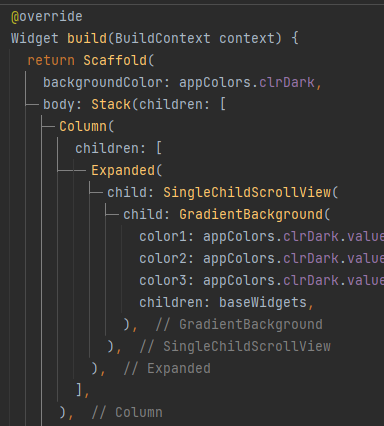 @override
Widget build(BuildContext context) {
return Scaffold(
backgroundColor: appColors.clrDark,
body: Stack(children: [
Column(
children: [
Expanded(
child: SingleChildScrollView(
child: GradientBackground(
color1: appColors.clrDark.value
color2: appColors.clrDark.value
color3: appColors.clrDark.value
children: baseWidgets,
), // GradientBackground
), // SingleChildScrollView
), // Expanded
],
), // Column